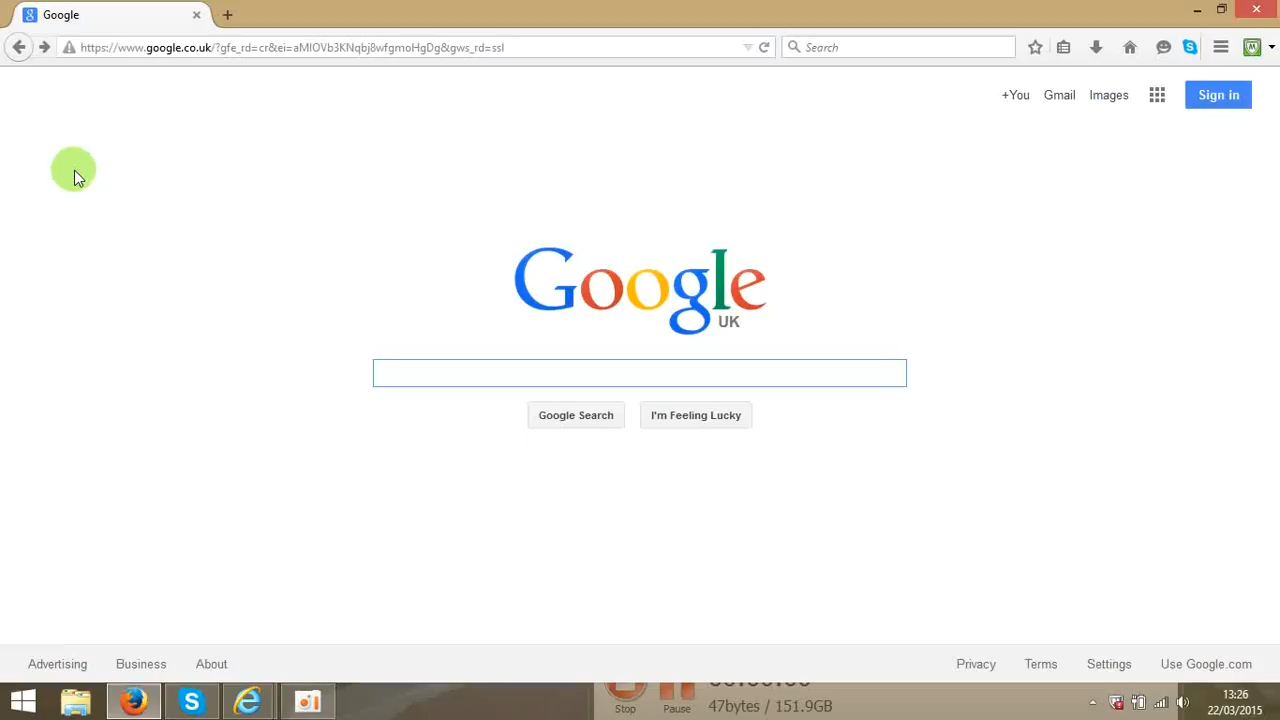 Google
https://www.google.co.uk/?gfe_rd=cr&ei=aMIOVb3KNqbj8wfgmoHgDg&gws_rd=ssl
Search
+You Gmail Images Sign in
Google
UK
Google Search I'm Feeling Lucky
Advertising Business About Privacy Terms Settings Use Google.com
Stop Pause 47bytes / 151.9GB
13:26
22/03/2015